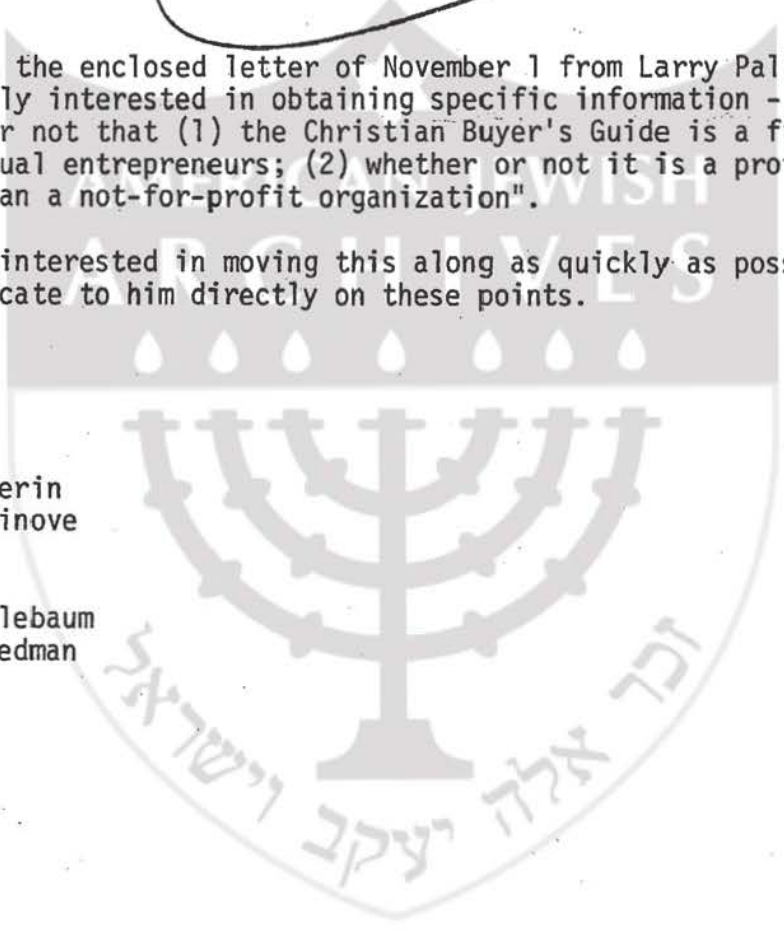 the enclosed letter of November 1 from Larry Pal
ly interested in obtaining specific information -
r not that (1) the Christian Buyer's Guide is a f
ual entrepreneurs; (2) whether or not it is a pro
an a not-for-profit organization".
AMERICAN JEWISH
ARCHIVES
interested in moving this along as quickly as poss
cate to him directly on these points.
erin
inove
lebaum
edman
זכר אלה יעקב וישראל